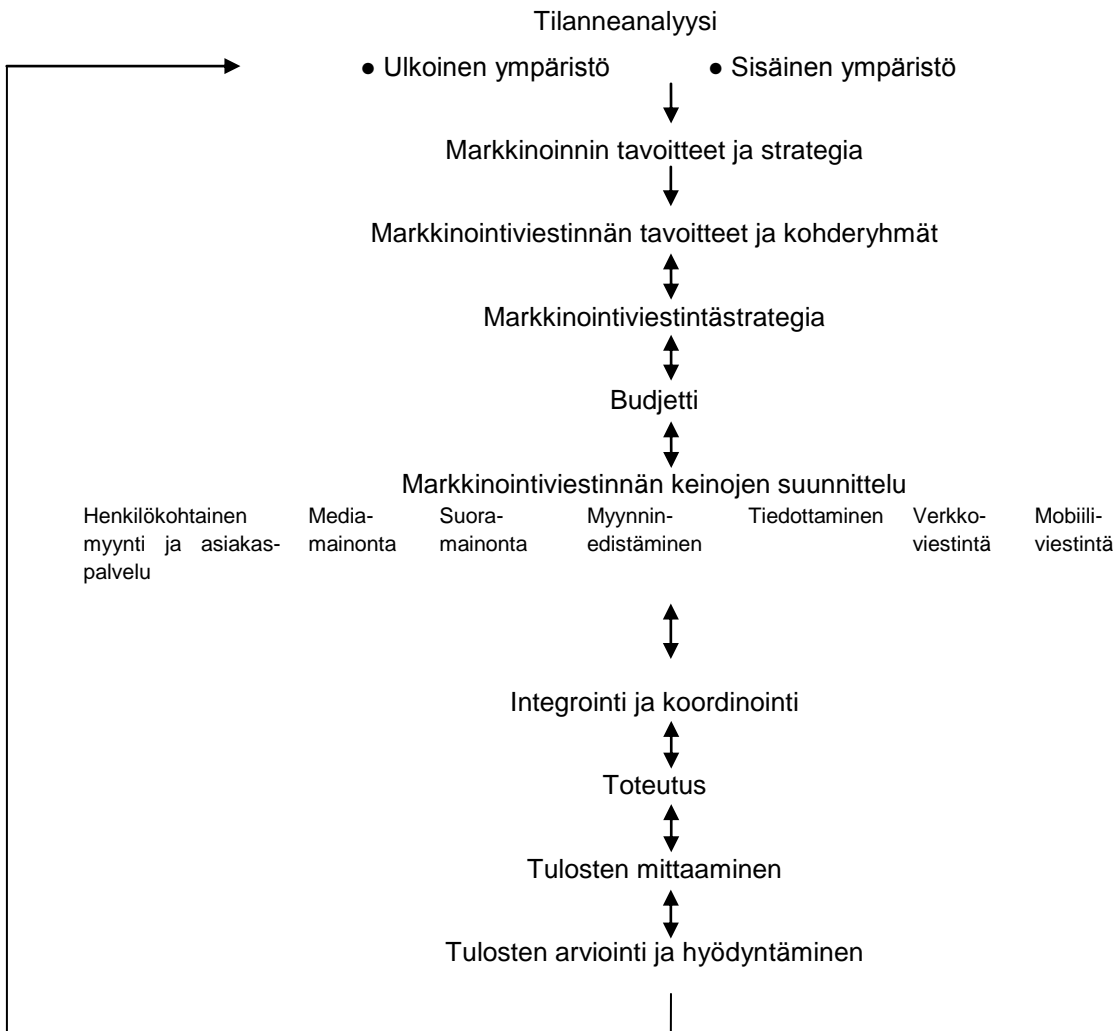 Tilanneanalyysi
● Ulkoinen ympäristö ● Sisäinen ympäristö
Markkinoinnin tavoitteet ja strategia
Markkinointiviestinnän tavoitteet ja kohderyhmät
Markkinointiviestintästrategia
Budjetti
Markkinointiviestinnän keinojen suunnittelu
Henkilökohtainen
myynti ja asiakas-
palvelu
Media-
mainonta
Suora-
mainonta
Myynnin-
edistäminen
Tiedottaminen
Verkko-
viestintä
Mobiili-
viestintä
Integrointi ja koordinointi
Toteutus
Tulosten mittaaminen
Tulosten arviointi ja hyödyntäminen